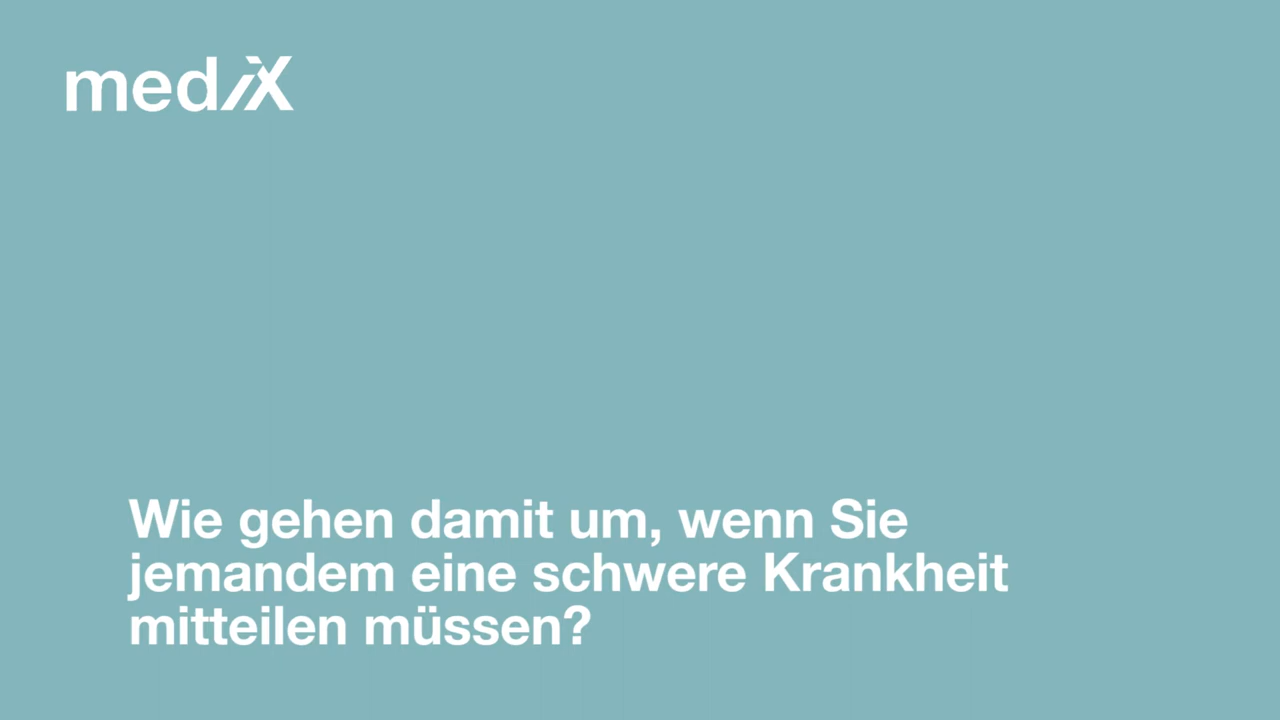 mediX
Wie gehen damit um, wenn Sie
jemandem eine schwere Krankheit
mitteilen müssen?